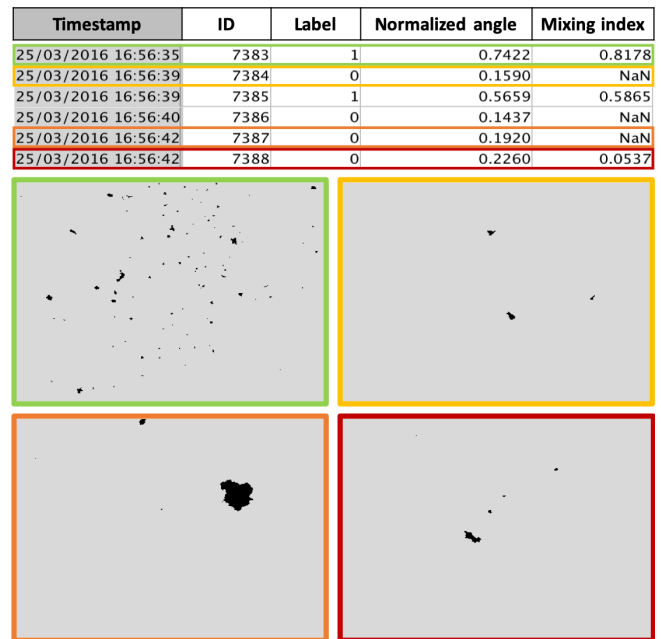 Timestamp ID Label Normalized angle Mixing index
25/03/2016 16:56:35 7383 1 0.7422 0.8178
25/03/2016 16:56:39 7384 0 0.1590 NaN
25/03/2016 16:56:39 7385 1 0.5659 0.5865
25/03/2016 16:56:40 7386 0 0.1437 NaN
25/03/2016 16:56:42 7387 0 0.1920 NaN
25/03/2016 16:56:42 7388 0 0.2260 0.0537